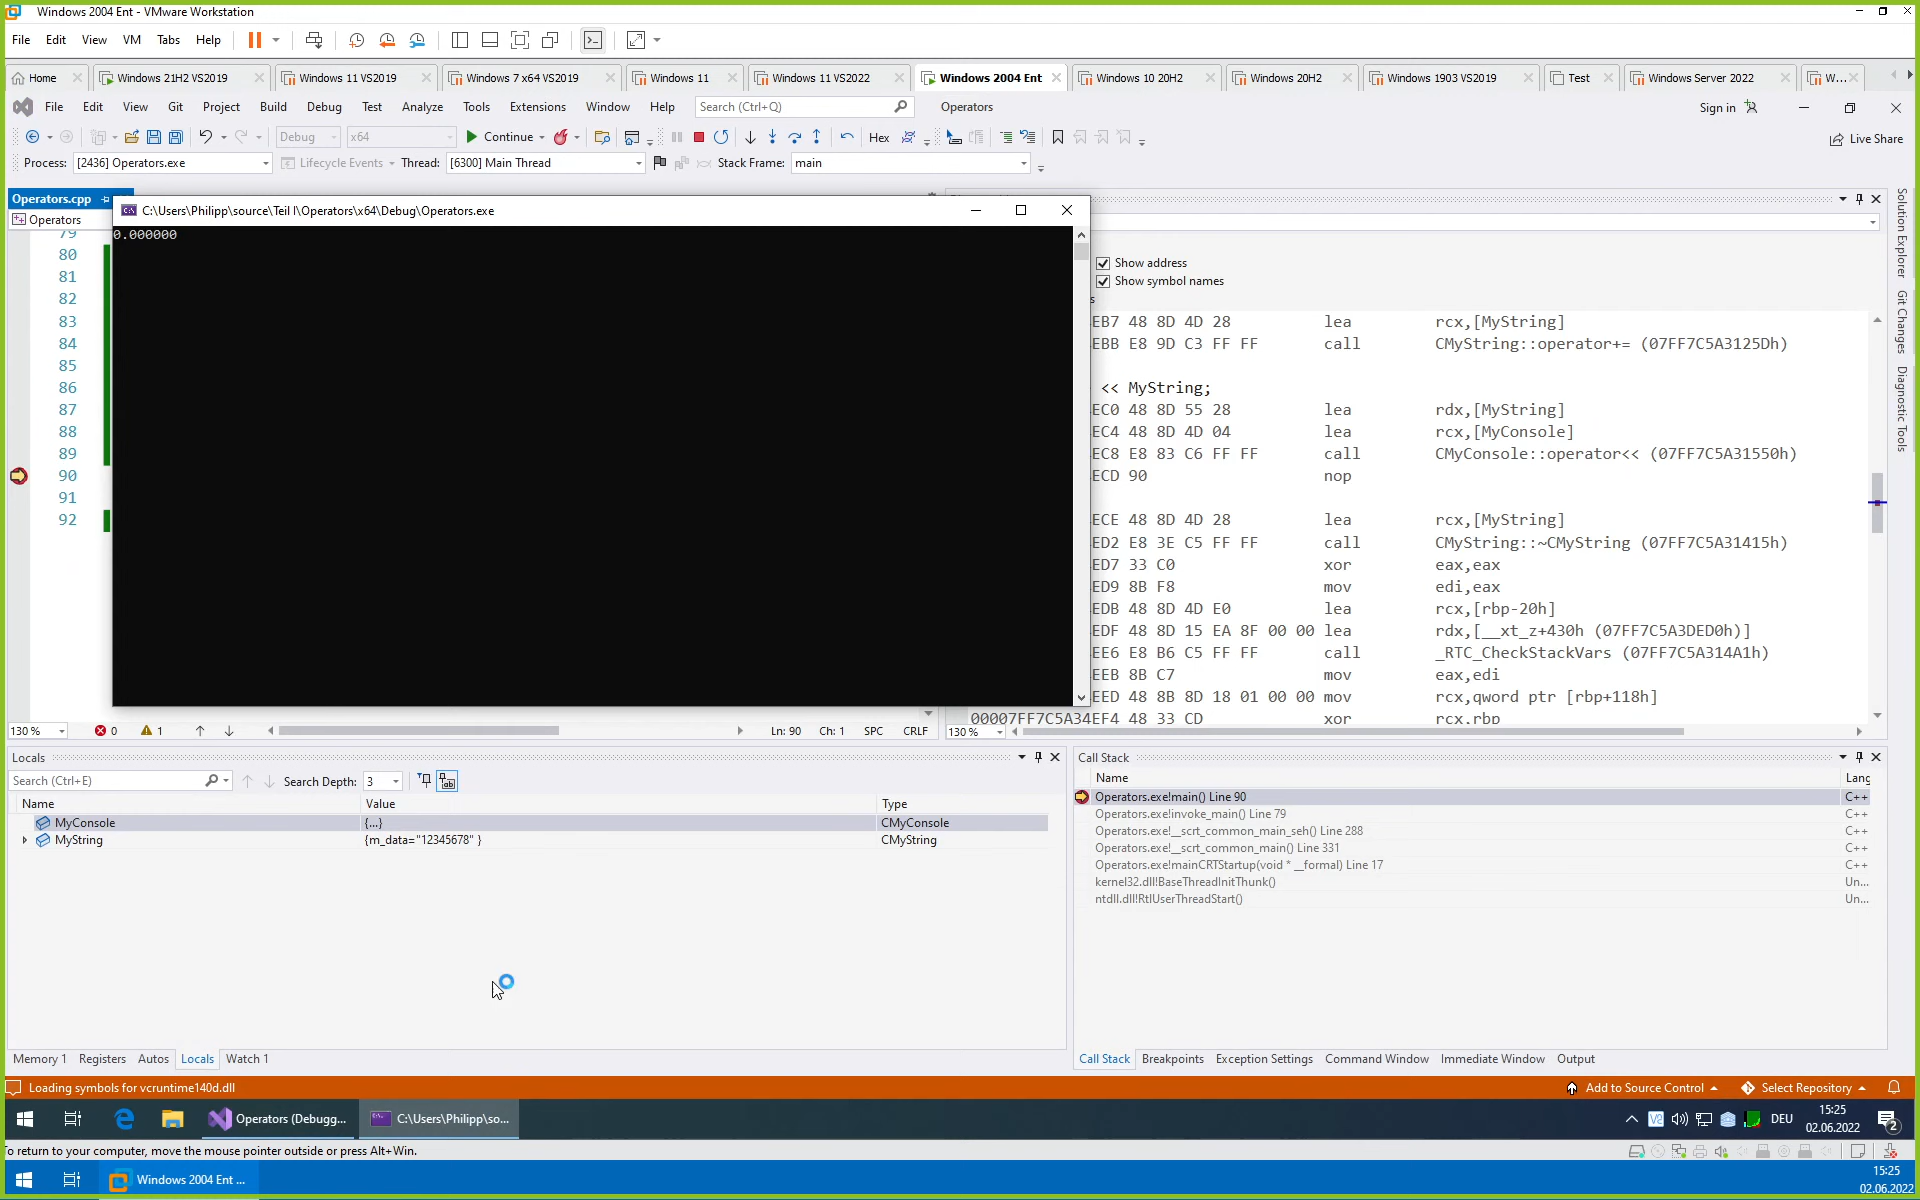 Windows 2004 Ent - VMware Workstation
File Edit View VM Tabs Help
Home Windows 21H2 VS2019 Windows 11 VS2019 Windows 7 x64 VS2019 Windows 11 Windows 11 VS2022 Windows 2004 Ent Windows 10 20H2 Windows 20H2 Windows 1903 VS2019 Test Windows Server 2022 W...
File Edit View Git Project Build Debug Test Analyze Tools Extensions Window Help Search (Ctrl+Q) Operators Sign in
Debug x64 Continue Hex Live Share
Process: [2436] Operators.exe Lifecycle Events Thread: [6300] Main Thread Stack Frame: main
Operators.cpp
Operators
C:\Users\Philipp\source\Teil I\Operators\x64\Debug\Operators.exe
0.000000
79
80
81
82
83
84
85
86
87
88
89
90
91
92
Show address
Show symbol names
EB7 48 8D 4D 28 lea rcx,[MyString]
EBB E8 9D C3 FF FF call CMyString::operator+= (07FF7C5A3125Dh)
<< MyString;
EC0 48 8D 55 28 lea rdx,[MyString]
EC4 48 8D 4D 04 lea rcx,[MyConsole]
EC8 E8 83 C6 FF FF call CMyConsole::operator<< (07FF7C5A31550h)
ECD 90 nop
ECE 48 8D 4D 28 lea rcx,[MyString]
ED2 E8 3E C5 FF FF call CMyString::~CMyString (07FF7C5A31415h)
ED7 33 C0 xor eax,eax
ED9 8B F8 mov edi,eax
EDB 48 8D 4D E0 lea rcx,[rbp-20h]
EDF 48 8D 15 EA 8F 00 00 lea rdx,[__xt_z+430h (07FF7C5A3DED0h)]
EE6 E8 B6 C5 FF FF call _RTC_CheckStackVars (07FF7C5A314A1h)
EEB 8B C7 mov eax,edi
EED 48 8B 8D 18 01 00 00 mov rcx,qword ptr [rbp+118h]
00007FF7C5A34EF4 48 33 CD xor rcx,rbp
130 % 0 1 Ln: 90 Ch: 1 SPC CRLF
130 %
Solution Explorer
Git Changes
Diagnostic Tools
Locals
Search (Ctrl+E) Search Depth: 3
Name Value Type
MyConsole {...} CMyConsole
MyString {m_data="12345678" } CMyString
Memory 1 Registers Autos Locals Watch 1
Call Stack
Name Lang
Operators.exe!main() Line 90 C++
Operators.exe!invoke_main() Line 79 C++
Operators.exe!__scrt_common_main_seh() Line 288 C++
Operators.exe!__scrt_common_main() Line 331 C++
Operators.exe!mainCRTStartup(void * __formal) Line 17 C++
kernel32.dll!BaseThreadInitThunk() Un...
ntdll.dll!RtlUserThreadStart() Un...
Call Stack Breakpoints Exception Settings Command Window Immediate Window Output
Loading symbols for vcruntime140d.dll
Add to Source Control Select Repository
Operators (Debugg... C:\Users\Philipp\so... DEU 15:25
02.06.2022 2
To return to your computer, move the mouse pointer outside or press Alt+Win.
Windows 2004 Ent ... 15:25
02.06.2022